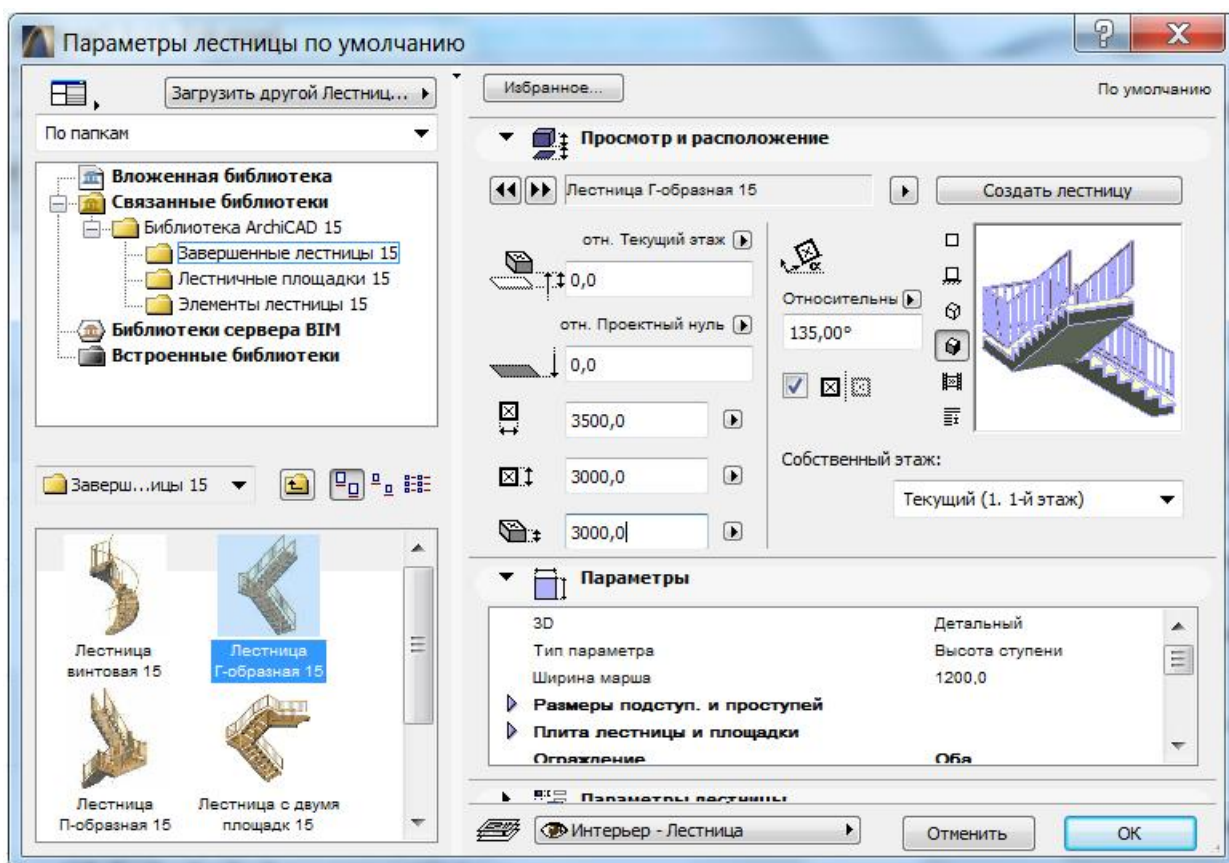 Параметры лестницы по умолчанию
Загрузить другой Лестниц...
По папкам
Вложенная библиотека
Связанные библиотеки
Библиотека ArchiCAD 15
Завершенные лестницы 15
Лестничные площадки 15
Элементы лестницы 15
Библиотеки сервера BIM
Встроенные библиотеки
Заверш...ицы 15
Лестница
винтовая 15
Лестница
Г-образная 15
Лестница
П-образная 15
Лестница с двумя
площадк 15
Избранное...
По умолчанию
Просмотр и расположение
Лестница Г-образная 15
Создать лестницу
отн. Текущий этаж
0,0
отн. Проектный нуль
0,0
3500,0
3000,0
3000,0
α
Относительны
135,00°
Собственный этаж:
Текущий (1. 1-й этаж)
Параметры
3D Детальный
Тип параметра Высота ступени
Ширина марша 1200,0
Размеры подступ. и проступей
Плита лестницы и площадки
Ограждение Оба
Параметры лестницы
Интерьер - Лестница
Отменить
OK